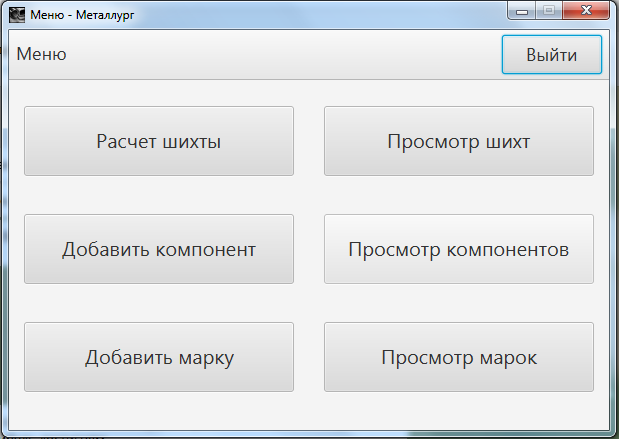 Меню - Металлург
Меню
Выйти
Расчет шихты
Просмотр шихт
Добавить компонент
Просмотр компонентов
Добавить марку
Просмотр марок